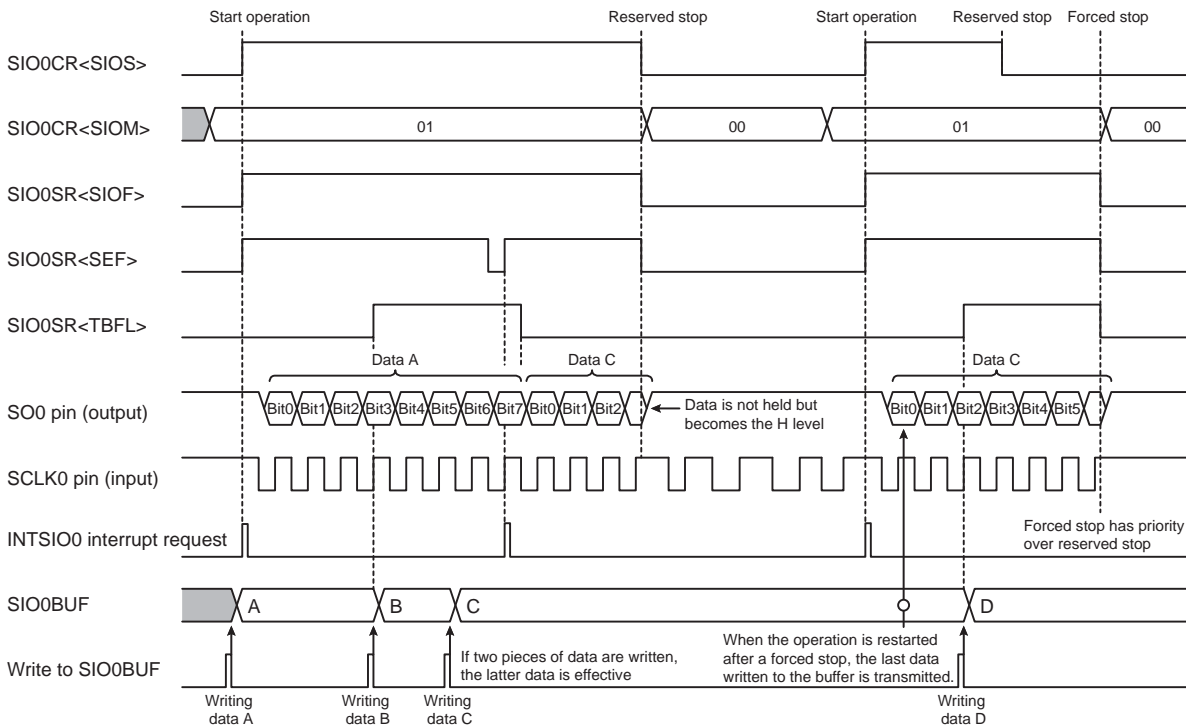 Start operation
Reserved stop
Start operation
Reserved stop
Forced stop
SIO0CR<SIOS>
SIO0CR<SIOM>
01
00
01
00
SIO0SR<SIOF>
SIO0SR<SEF>
SIO0SR<TBFL>
Data A
Data C
Data C
SO0 pin (output)
Bit0 Bit1 Bit2 Bit3 Bit4 Bit5 Bit6 Bit7 Bit0 Bit1 Bit2
Data is not held but
becomes the H level
Bit0 Bit1 Bit2 Bit3 Bit4 Bit5
SCLK0 pin (input)
INTSIO0 interrupt request
Forced stop has priority
over reserved stop
SIO0BUF
A
B
C
D
Write to SIO0BUF
If two pieces of data are written,
the latter data is effective
When the operation is restarted
after a forced stop, the last data
written to the buffer is transmitted.
Writing
data A
Writing
data B
Writing
data C
Writing
data D